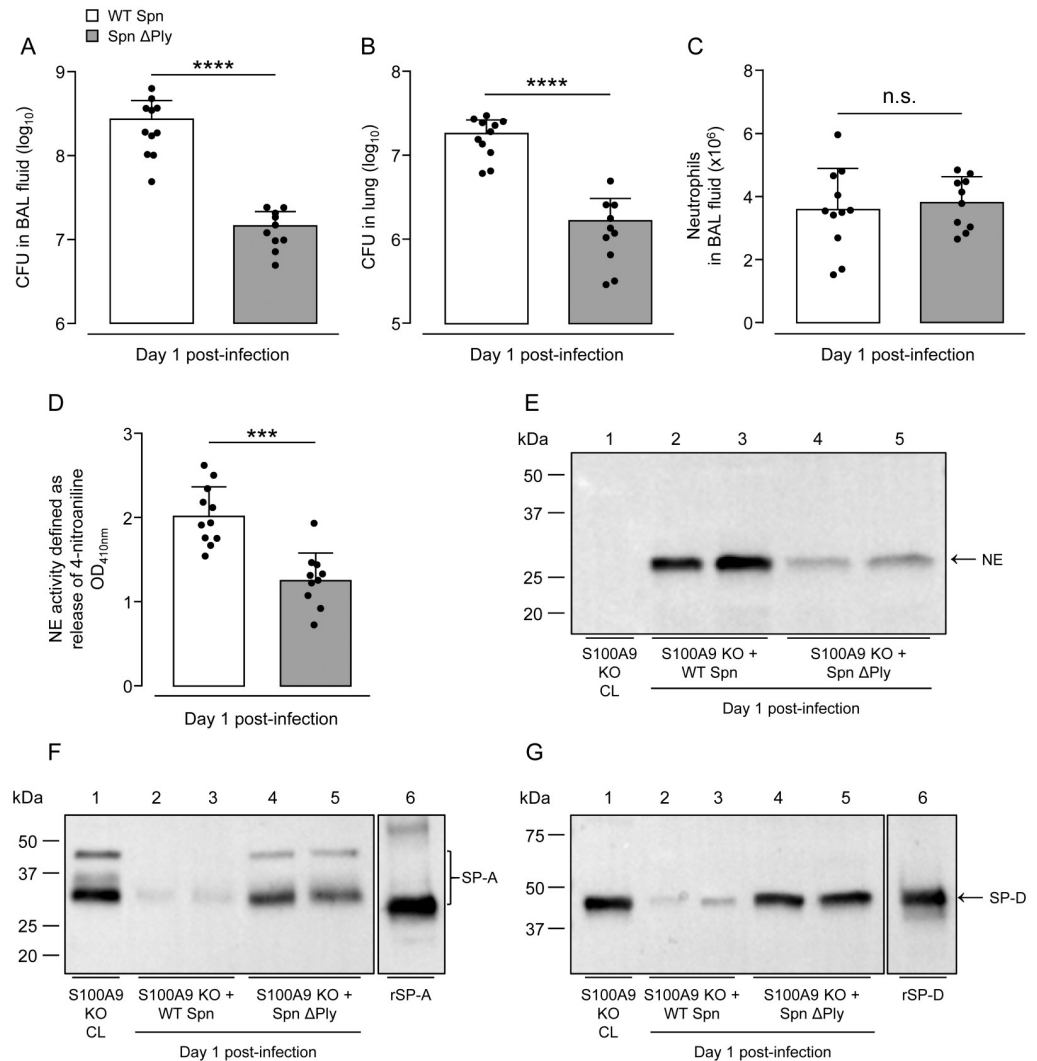 WT Spn
Spn ΔPly
A
B
C
CFU in BAL fluid (log10)
9
8
7
6
****
Day 1 post-infection
CFU in lung (log10)
8
7
6
5
****
Day 1 post-infection
Neutrophils
in BAL fluid (x10⁶)
8
6
4
2
0
n.s.
Day 1 post-infection
D
E
NE activity defined as
release of 4-nitroaniline
OD410nm
3
2
1
0
***
Day 1 post-infection
kDa 1 2 3 4 5
50
37
25
20
← NE
S100A9 KO CL
S100A9 KO + WT Spn
S100A9 KO + Spn ΔPly
Day 1 post-infection
F
G
kDa 1 2 3 4 5 6
50
37
25
20
SP-A
S100A9 KO CL
S100A9 KO + WT Spn
S100A9 KO + Spn ΔPly
rSP-A
Day 1 post-infection
kDa 1 2 3 4 5 6
75
50
37
← SP-D
S100A9 KO CL
S100A9 KO + WT Spn
S100A9 KO + Spn ΔPly
rSP-D
Day 1 post-infection